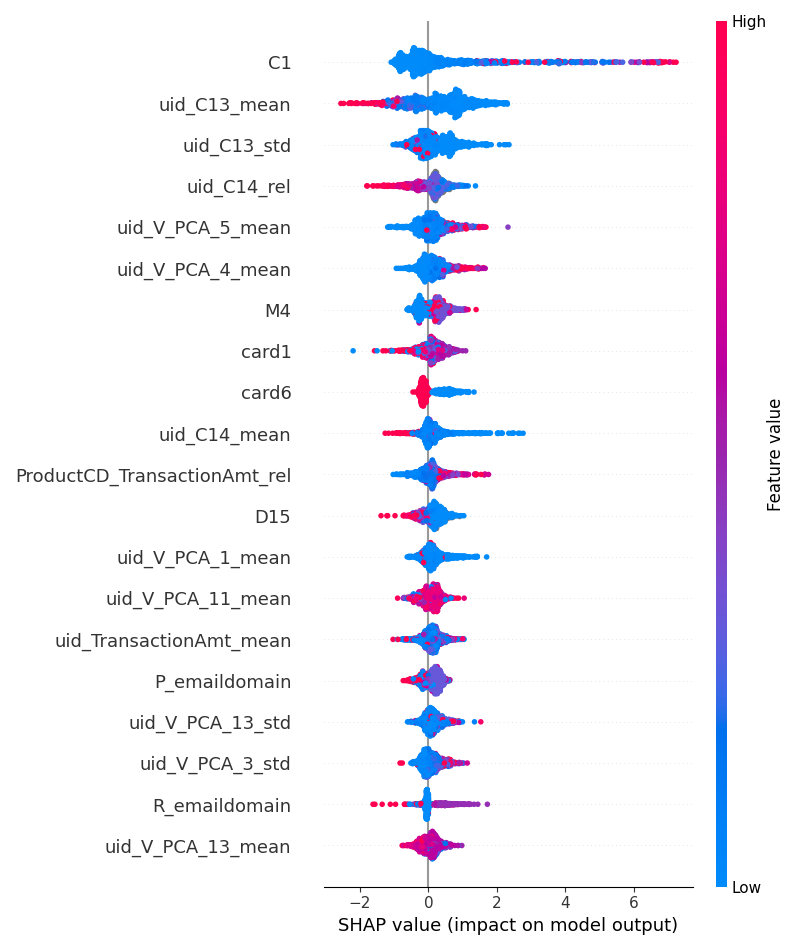 High
C1
uid_C13_mean
uid_C13_std
uid_C14_rel
uid_V_PCA_5_mean
uid_V_PCA_4_mean
M4
card1
card6
uid_C14_mean
ProductCD_TransactionAmt_rel
D15
uid_V_PCA_1_mean
uid_V_PCA_11_mean
uid_TransactionAmt_mean
P_emaildomain
uid_V_PCA_13_std
uid_V_PCA_3_std
R_emaildomain
uid_V_PCA_13_mean
Feature value
Low
−2 0 2 4 6
SHAP value (impact on model output)